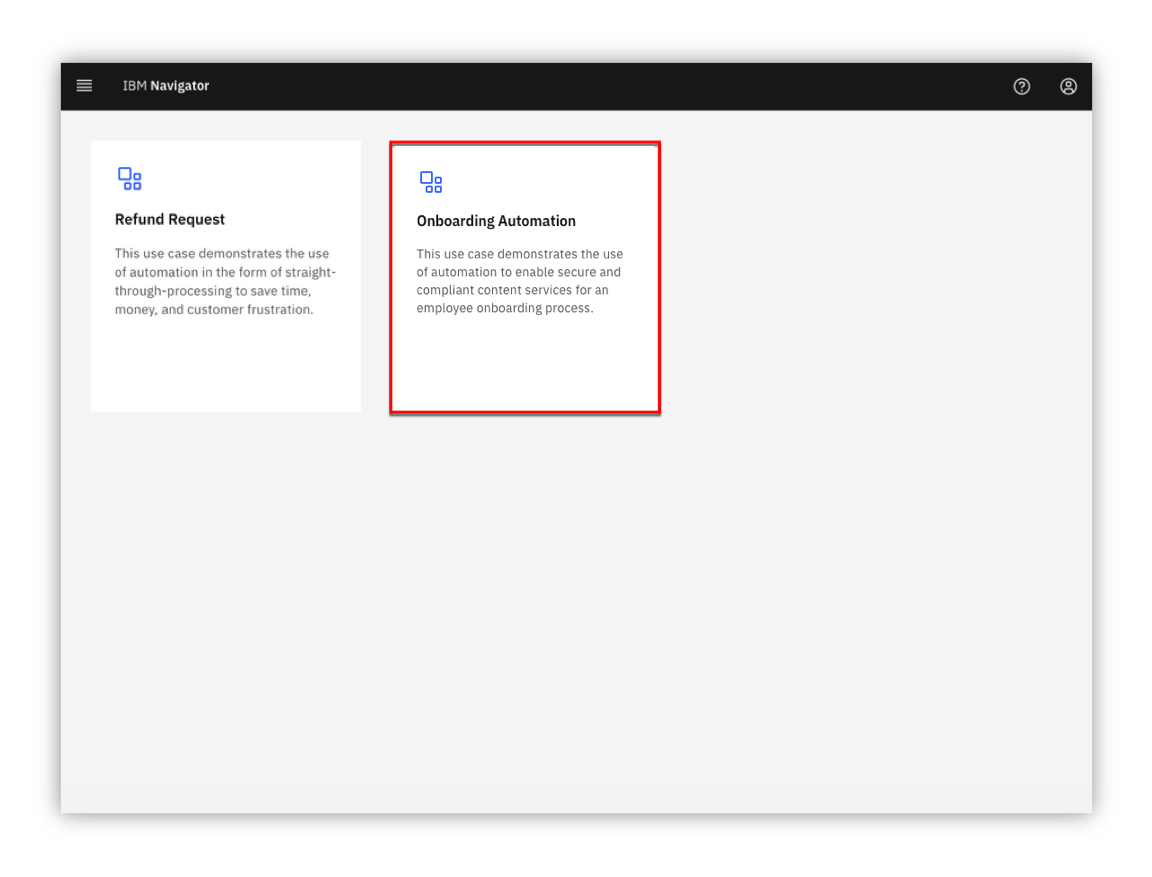 IBM Navigator
Refund Request
This use case demonstrates the use
of automation in the form of straight-
through-processing to save time,
money, and customer frustration.
Onboarding Automation
This use case demonstrates the use
of automation to enable secure and
compliant content services for an
employee onboarding process.